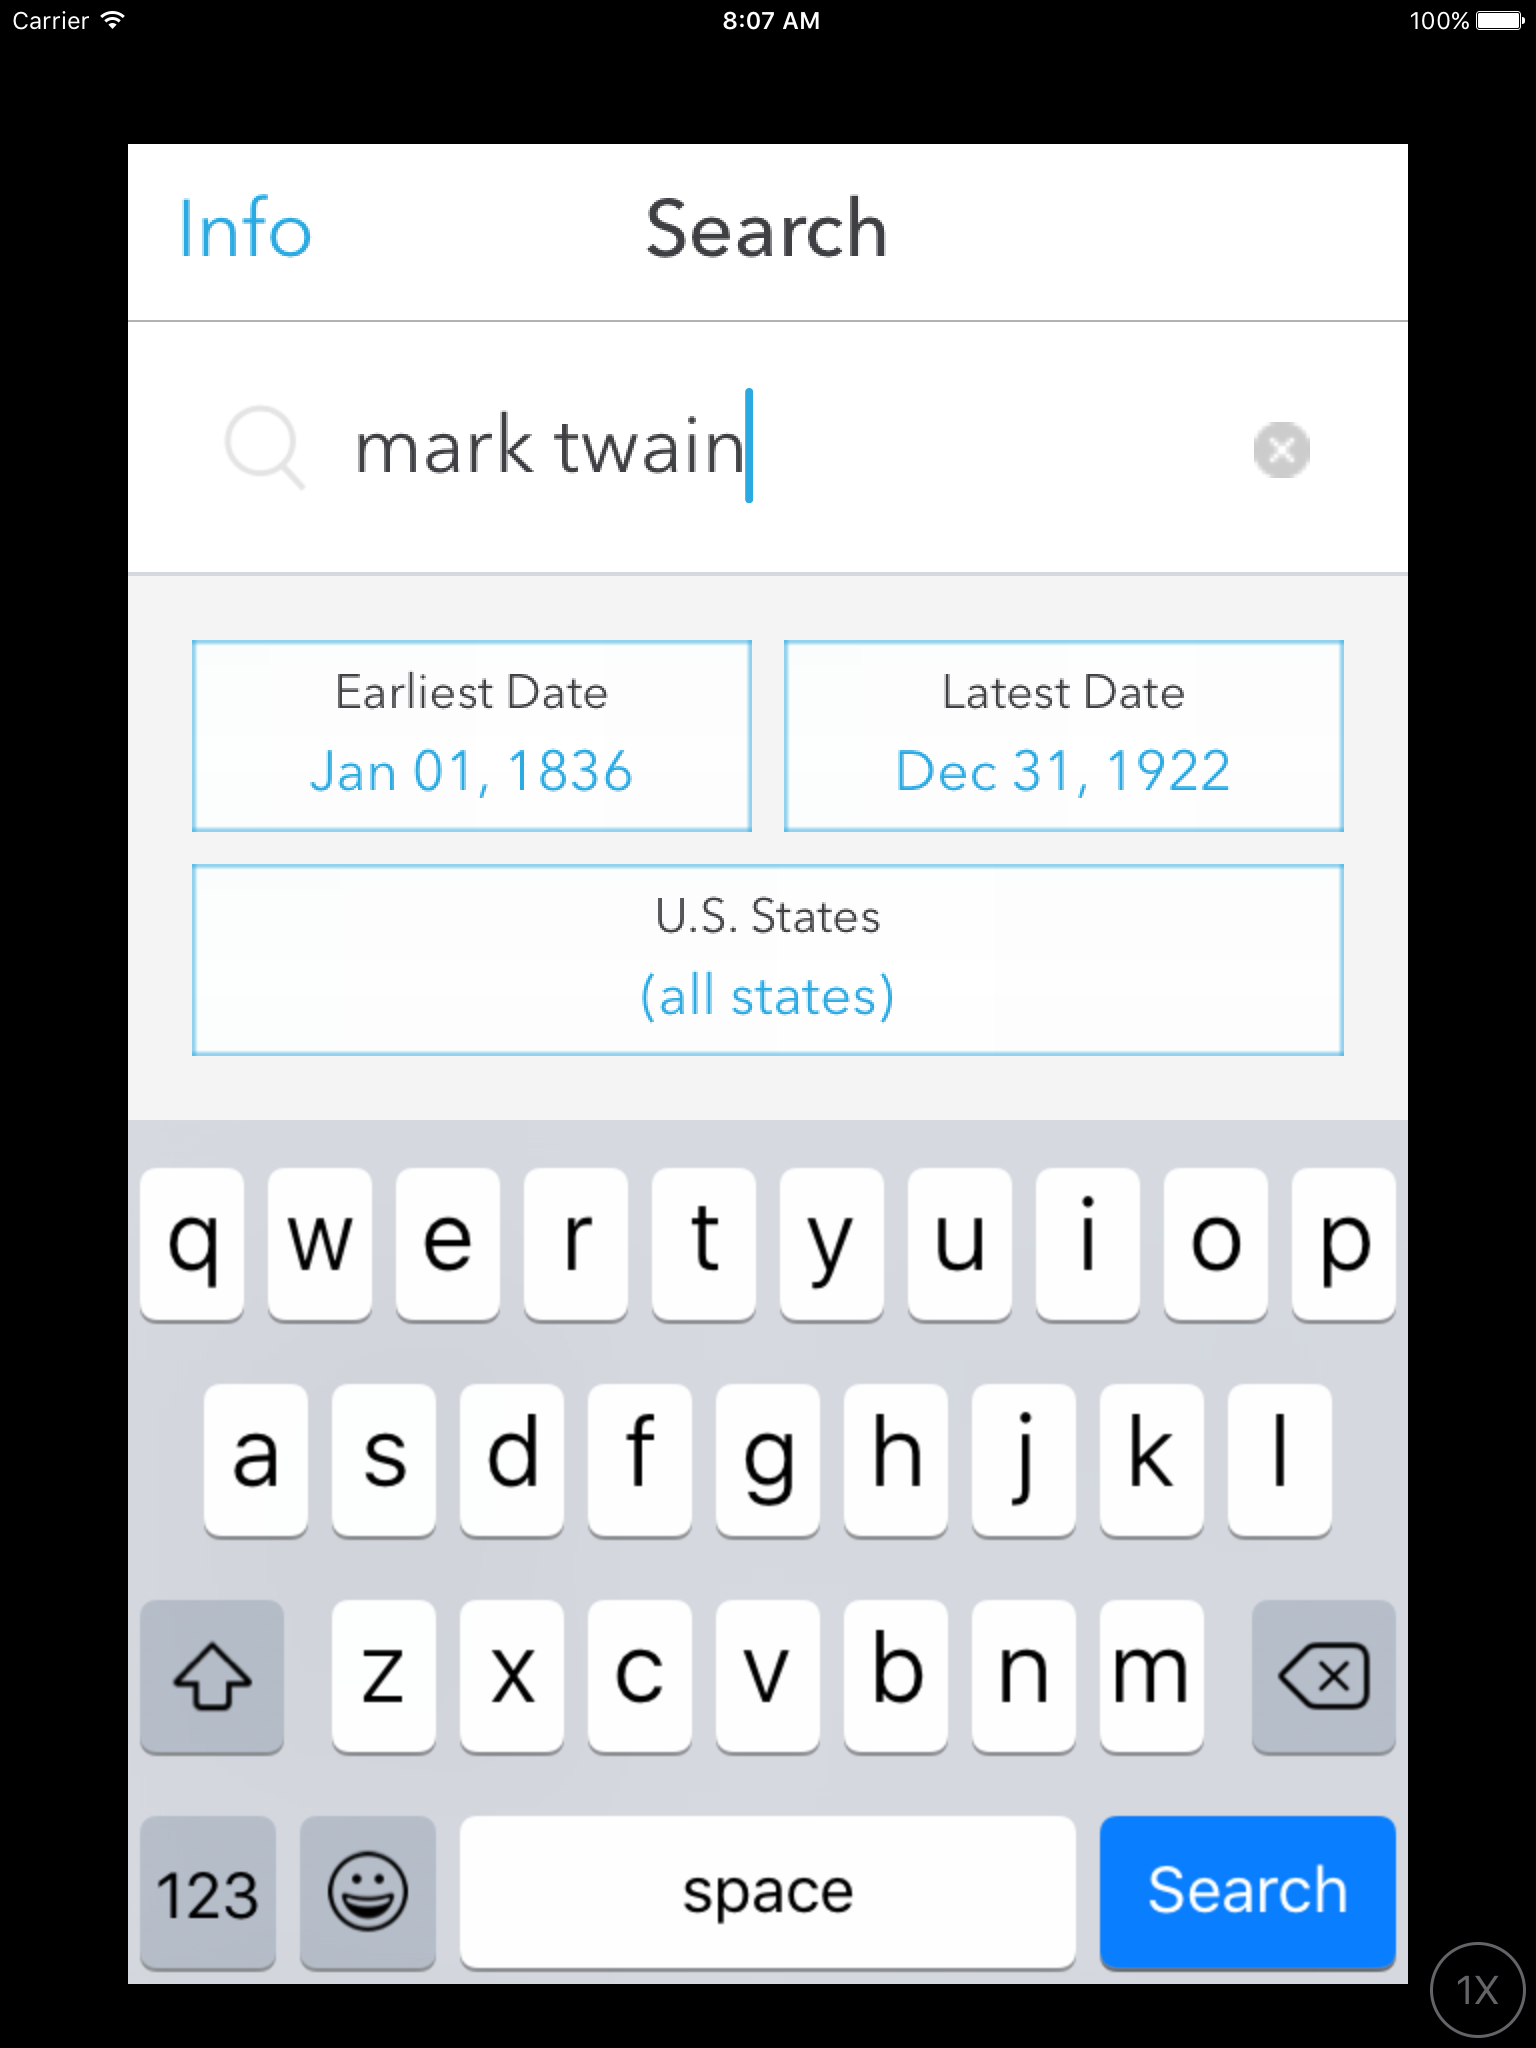 Carrier 8:07 AM 100%
Info Search
mark twain
Earliest Date Latest Date
Jan 01, 1836 Dec 31, 1922
U.S. States
(all states)
q w e r t y u i o p
a s d f g h j k l
z x c v b n m
123 space Search
1X